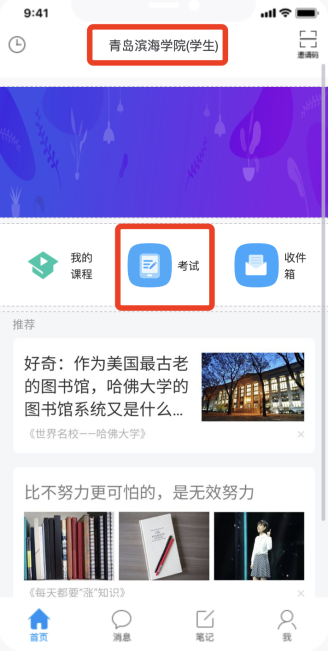 9:41
青岛滨海学院(学生)
邀请码
我的
课程
考试
收件
箱
推荐
好奇：作为美国最古老
的图书馆，哈佛大学的
图书馆系统又是什么...
《世界名校——哈佛大学》
比不努力更可怕的，是无效努力
《每天都要“涨”知识》
首页
消息
笔记
我